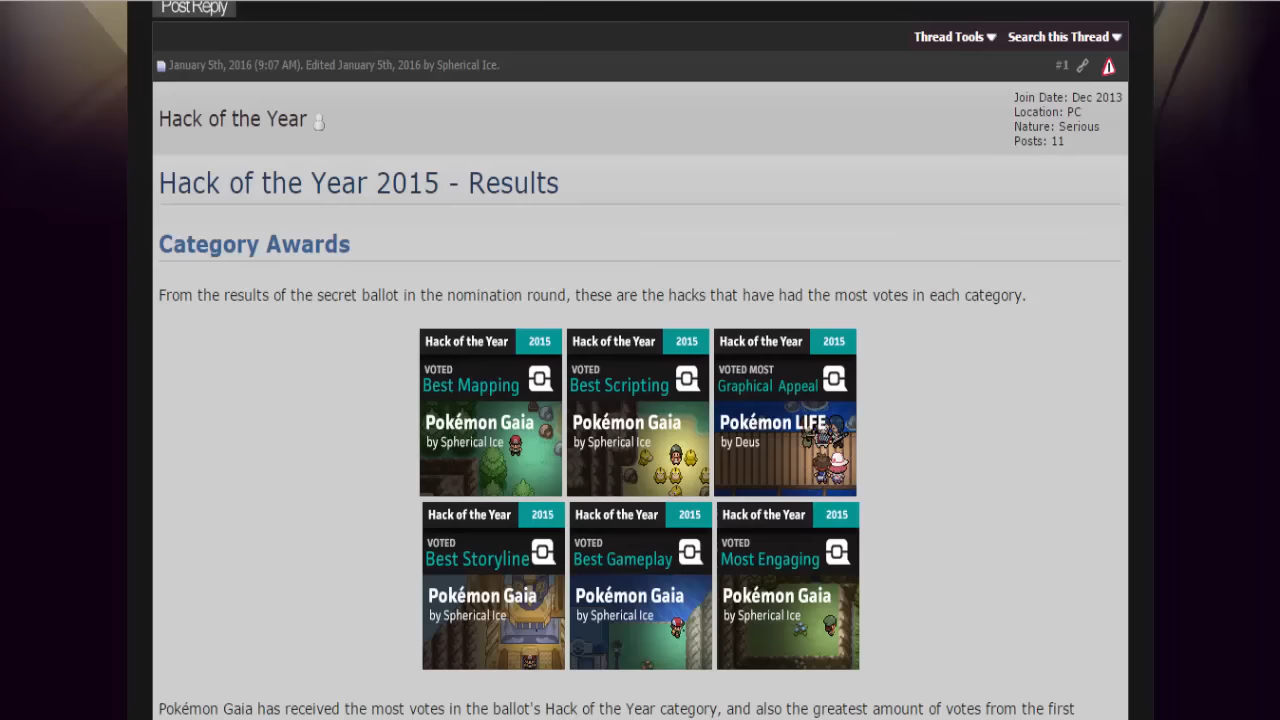 Post Reply
Thread Tools Search this Thread
January 5th, 2016 (9:07 AM). Edited January 5th, 2016 by Spherical Ice.
#1
Hack of the Year
Join Date: Dec 2013
Location: PC
Nature: Serious
Posts: 11
Hack of the Year 2015 - Results
Category Awards
From the results of the secret ballot in the nomination round, these are the hacks that have had the most votes in each category.
Hack of the Year 2015
VOTED
Best Mapping
Pokémon Gaia
by Spherical Ice
Hack of the Year 2015
VOTED
Best Scripting
Pokémon Gaia
by Spherical Ice
Hack of the Year 2015
VOTED MOST
Graphical Appeal
Pokémon LIFE
by Deus
Hack of the Year 2015
VOTED
Best Storyline
Pokémon Gaia
by Spherical Ice
Hack of the Year 2015
VOTED
Best Gameplay
Pokémon Gaia
by Spherical Ice
Hack of the Year 2015
VOTED
Most Engaging
Pokémon Gaia
by Spherical Ice
Pokémon Gaia has received the most votes in the ballot's Hack of the Year category, and also the greatest amount of votes from the first